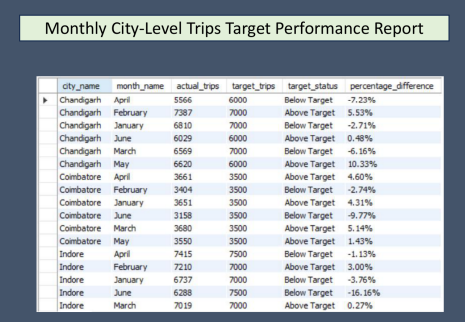 Monthly City-Level Trips Target Performance Report
city_name month_name actual_trips target_trips target_status percentage_difference
Chandigarh April 5566 6000 Below Target -7.23%
Chandigarh February 7387 7000 Above Target 5.53%
Chandigarh January 6810 7000 Below Target -2.71%
Chandigarh June 6029 6000 Above Target 0.48%
Chandigarh March 6569 7000 Below Target -6.16%
Chandigarh May 6620 6000 Above Target 10.33%
Coimbatore April 3661 3500 Above Target 4.60%
Coimbatore February 3404 3500 Below Target -2.74%
Coimbatore January 3651 3500 Above Target 4.31%
Coimbatore June 3158 3500 Below Target -9.77%
Coimbatore March 3680 3500 Above Target 5.14%
Coimbatore May 3550 3500 Above Target 1.43%
Indore April 7415 7500 Below Target -1.13%
Indore February 7210 7000 Above Target 3.00%
Indore January 6737 7000 Below Target -3.76%
Indore June 6288 7500 Below Target -16.16%
Indore March 7019 7000 Above Target 0.27%